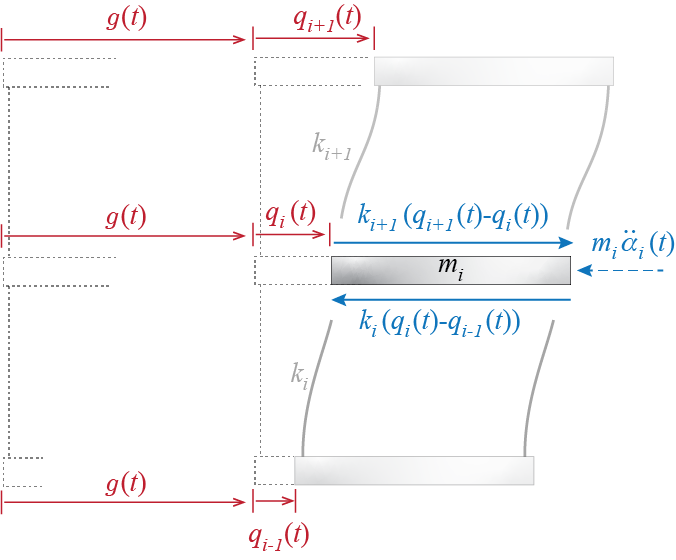 g(t)
q_{i+1}(t)
k_{i+1}
g(t)
q_i(t)
k_{i+1}(q_{i+1}(t)-q_i(t))
m_i
m_i α̈_i(t)
k_i(q_i(t)-q_{i-1}(t))
k_i
g(t)
q_{i-1}(t)